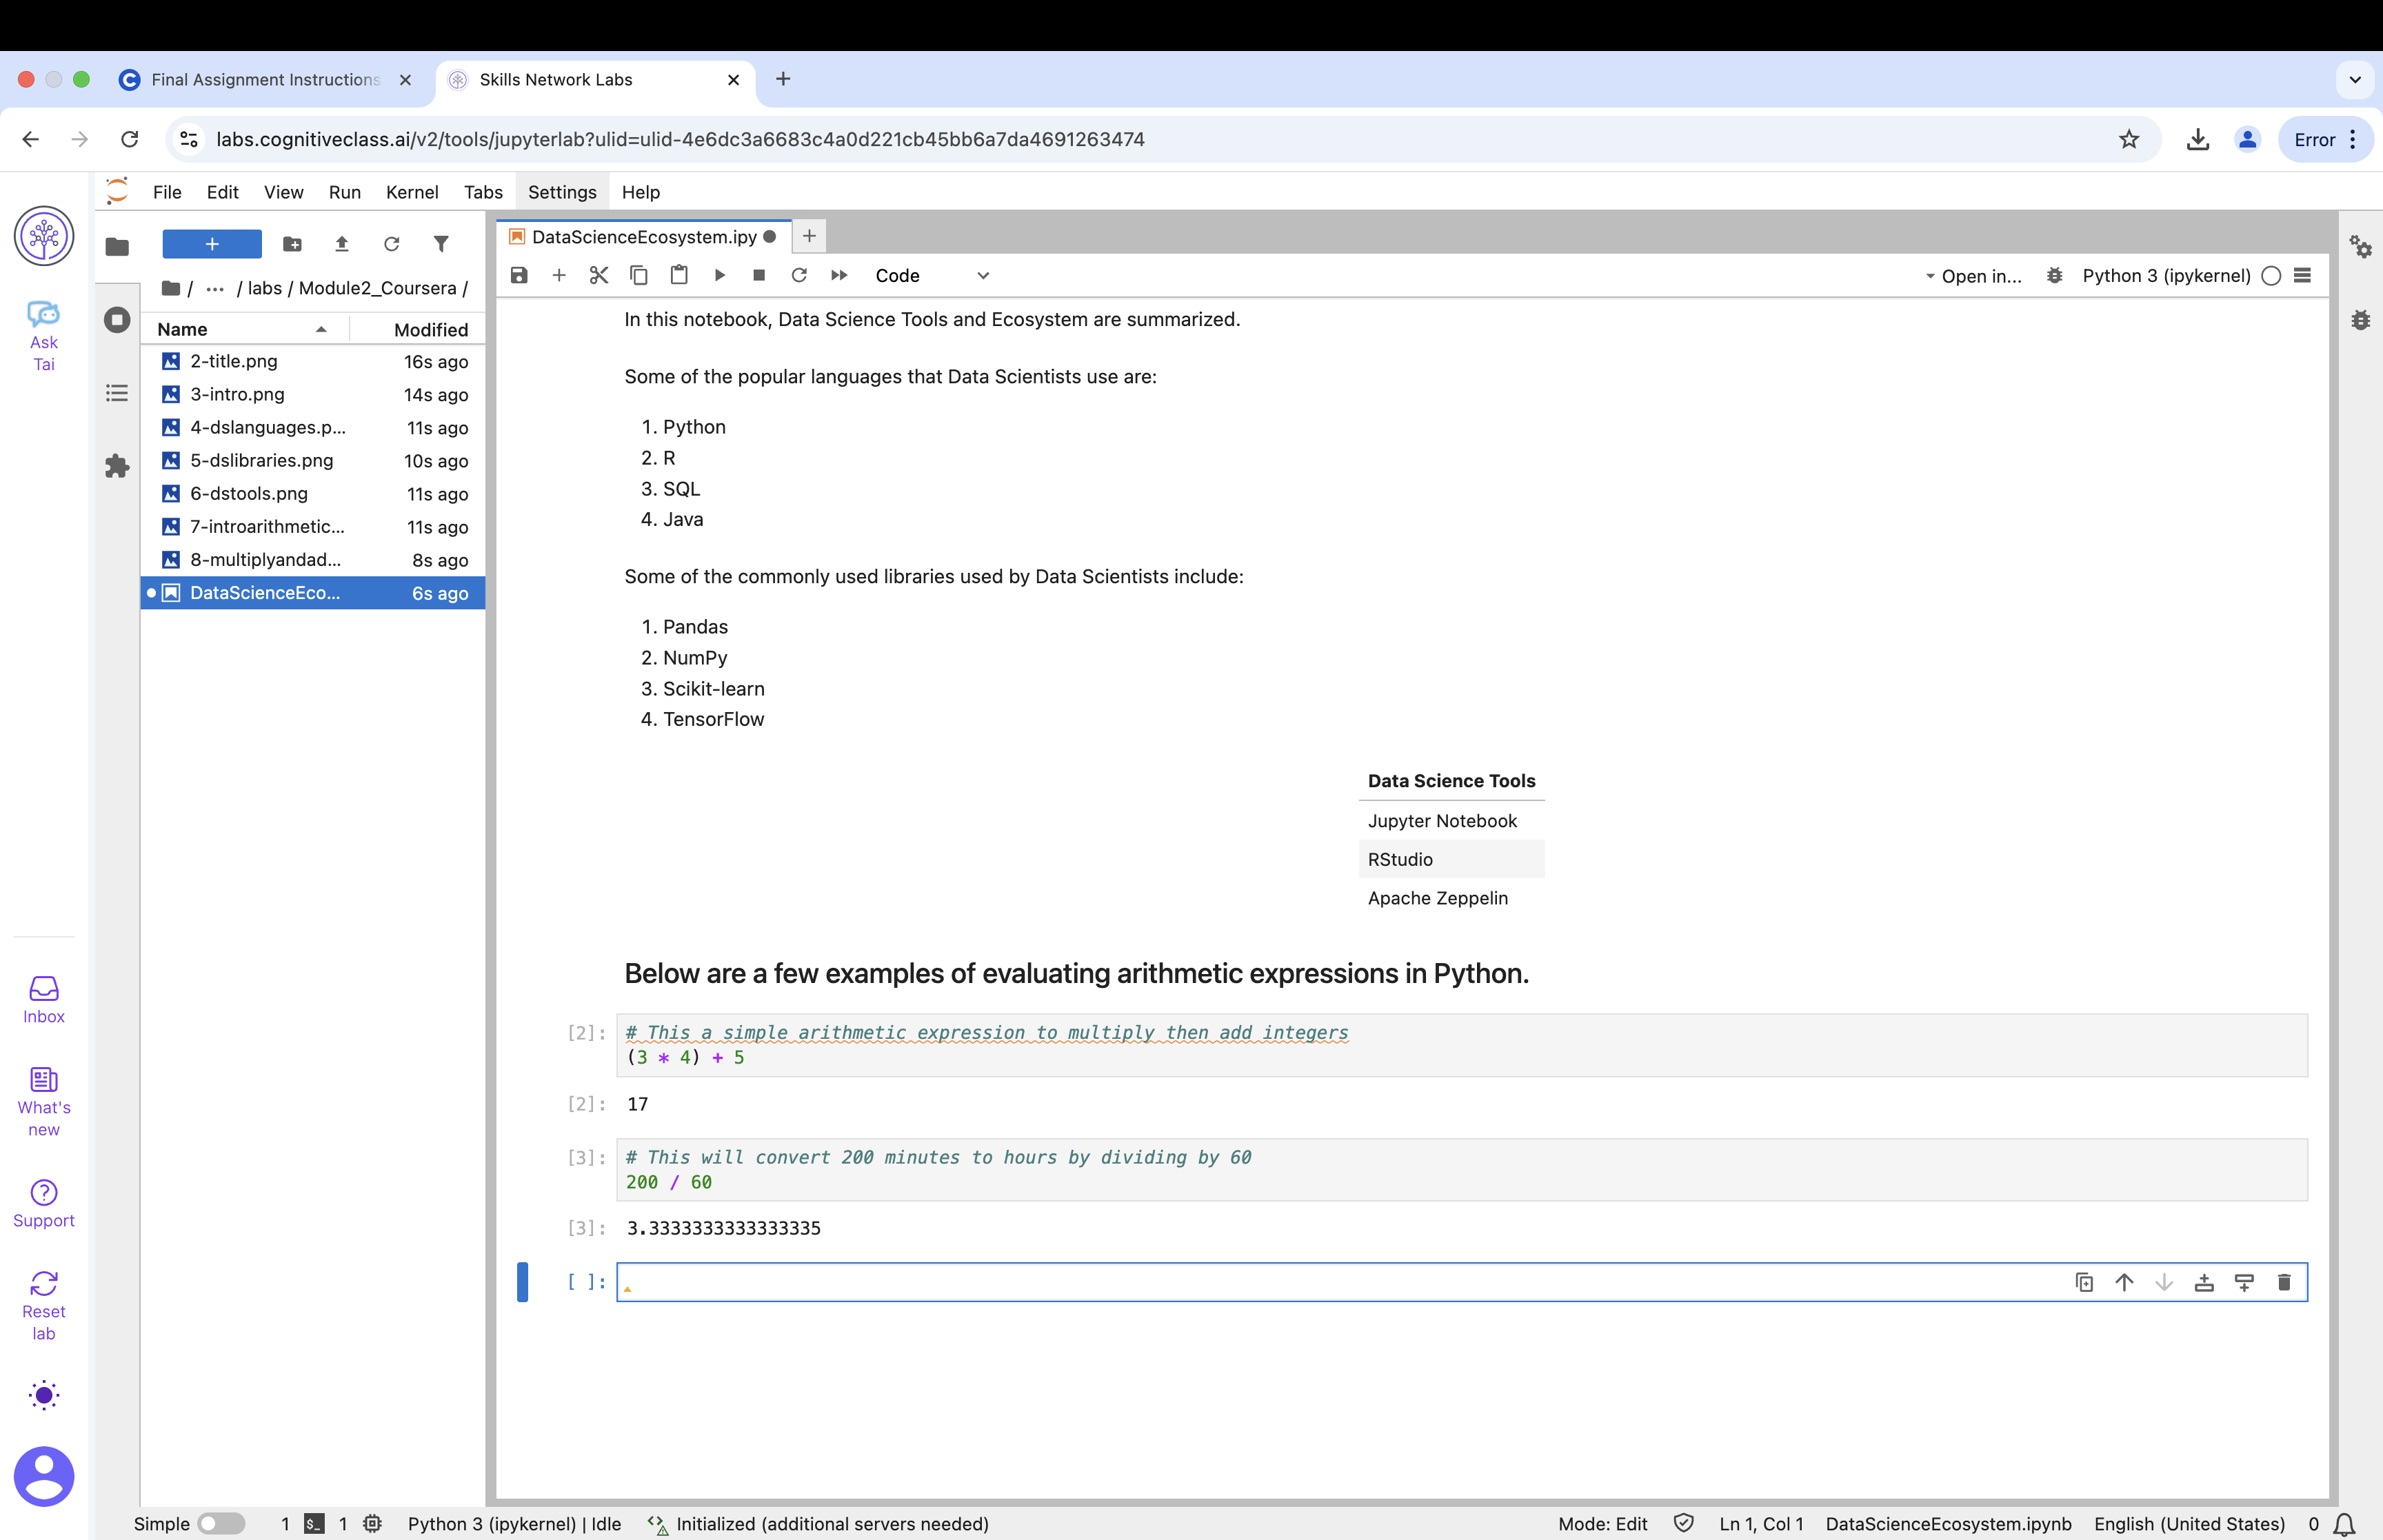 Final Assignment Instructions
Skills Network Labs
labs.cognitiveclass.ai/v2/tools/jupyterlab?ulid=ulid-4e6dc3a6683c4a0d221cb45bb6a7da4691263474
Error
File Edit View Run Kernel Tabs Settings Help
Ask
Tai
Inbox
What's
new
Support
Reset
lab
+
/ ... / labs / Module2_Coursera /
Name Modified
2-title.png 16s ago
3-intro.png 14s ago
4-dslanguages.p... 11s ago
5-dslibraries.png 10s ago
6-dstools.png 11s ago
7-introarithmetic... 11s ago
8-multiplyandad... 8s ago
DataScienceEco... 6s ago
DataScienceEcosystem.ipy
Code
Open in...
Python 3 (ipykernel)
In this notebook, Data Science Tools and Ecosystem are summarized.
Some of the popular languages that Data Scientists use are:
1. Python
2. R
3. SQL
4. Java
Some of the commonly used libraries used by Data Scientists include:
1. Pandas
2. NumPy
3. Scikit-learn
4. TensorFlow
Data Science Tools
Jupyter Notebook
RStudio
Apache Zeppelin
Below are a few examples of evaluating arithmetic expressions in Python.
[2]: # This a simple arithmetic expression to multiply then add integers
(3 * 4) + 5
[2]: 17
[3]: # This will convert 200 minutes to hours by dividing by 60
200 / 60
[3]: 3.3333333333333335
[ ]:
Simple 1 $_ 1 Python 3 (ipykernel) | Idle Initialized (additional servers needed) Mode: Edit Ln 1, Col 1 DataScienceEcosystem.ipynb English (United States) 0